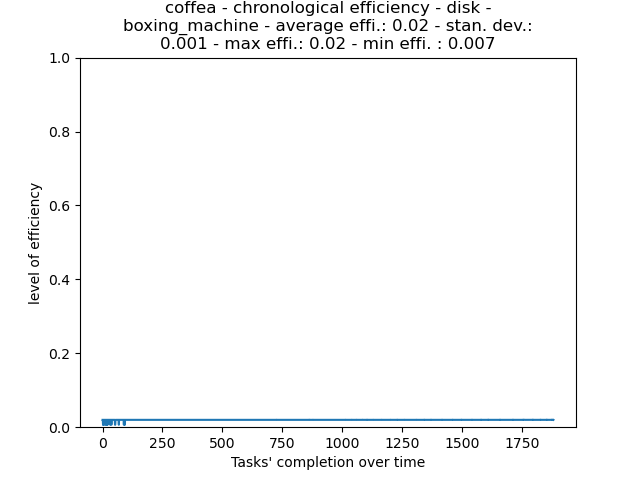 coffea - chronological efficiency - disk -
boxing_machine - average effi.: 0.02 - stan. dev.:
0.001 - max effi.: 0.02 - min effi. : 0.007
1.0
0.8
0.6
0.4
0.2
0.0
level of efficiency
0 250 500 750 1000 1250 1500 1750
Tasks' completion over time